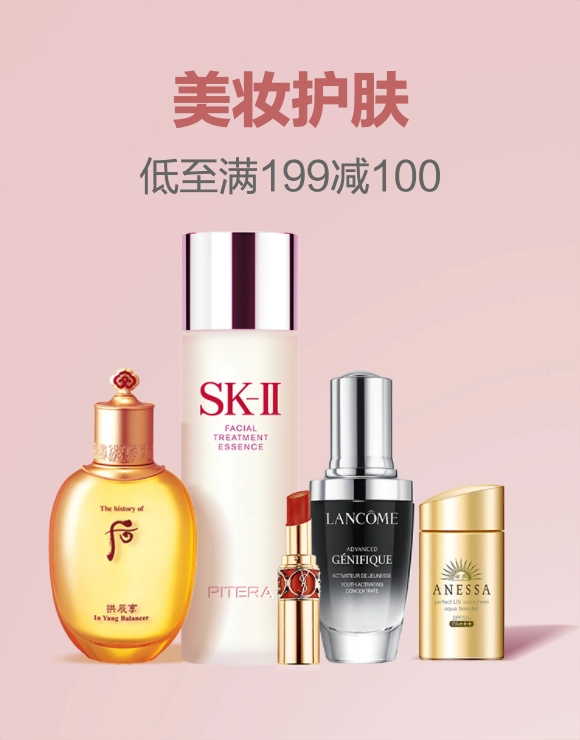 美妆护肤
低至满199减100
SK-II
FACIAL
TREATMENT
ESSENCE
PITERA
The history of
后
拱辰享
In Yang Balancer
LANCÔME
ADVANCED
GÉNIFIQUE
ACTIVATEUR DE JEUNESSE
YOUTH ACTIVATING
CONCENTRATE
ANESSA
perfect UV sunscreen
aqua booster
PA++++